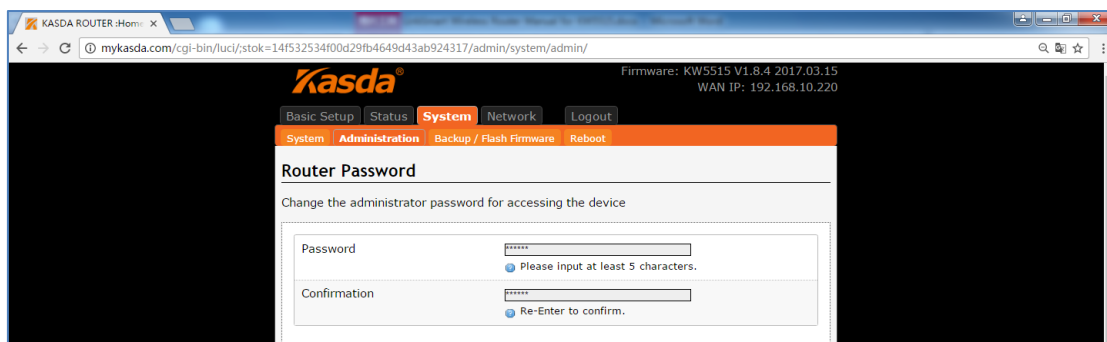 KASDA ROUTER :Home
mykasda.com/cgi-bin/luci/;stok=14f532534f00d29fb4649d43ab924317/admin/system/admin/
Kasda®
Firmware: KW5515 V1.8.4 2017.03.15
WAN IP: 192.168.10.220
Basic Setup Status System Network Logout
System Administration Backup / Flash Firmware Reboot
Router Password
Change the administrator password for accessing the device
Password ******
Please input at least 5 characters.
Confirmation ******
Re-Enter to confirm.